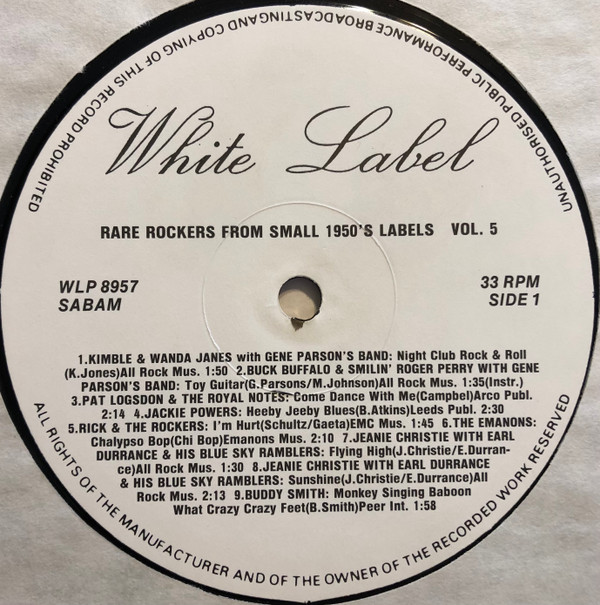 UNAUTHORISED PUBLIC PERFORMANCE BROADCASTING AND COPYING OF THIS RECORD PROHIBITED
White Label
RARE ROCKERS FROM SMALL 1950'S LABELS VOL. 5
WLP 8957
SABAM
33 RPM
SIDE 1
1.KIMBLE & WANDA JANES with GENE PARSON'S BAND: Night Club Rock & Roll
(K.Jones)All Rock Mus. 1:50 2.BUCK BUFFALO & SMILIN' ROGER PERRY WITH GENE
PARSON'S BAND: Toy Guitar(G.Parsons/M.Johnson)All Rock Mus. 1:35(Instr.)
3.PAT LOGSDON & THE ROYAL NOTES: Come Dance With Me(Campbel)Arco Publ.
2:14 4.JACKIE POWERS: Heeby Jeeby Blues(B.Atkins)Leeds Publ. 2:30
5.RICK & THE ROCKERS: I'm Hurt(Schultz/Gaeta)EMC Mus. 1:45 6.THE EMANONS:
Chalypso Bop(Chi Bop)Emanons Mus. 2:10 7.JEANIE CHRISTIE WITH EARL
DURRANCE & HIS BLUE SKY RAMBLERS: Flying High(J.Christie/E.Durran-
ce)All Rock Mus. 1:30 8.JEANIE CHRISTIE WITH EARL DURRANCE
& HIS BLUE SKY RAMBLERS: Sunshine(J.Christie/E.Durrance)All
Rock Mus. 2:13 9.BUDDY SMITH: Monkey Singing Baboon
What Crazy Crazy Feet(B.Smith)Peer Int. 1:58
ALL RIGHTS OF THE MANUFACTURER AND OF THE OWNER OF THE RECORDED WORK RESERVED